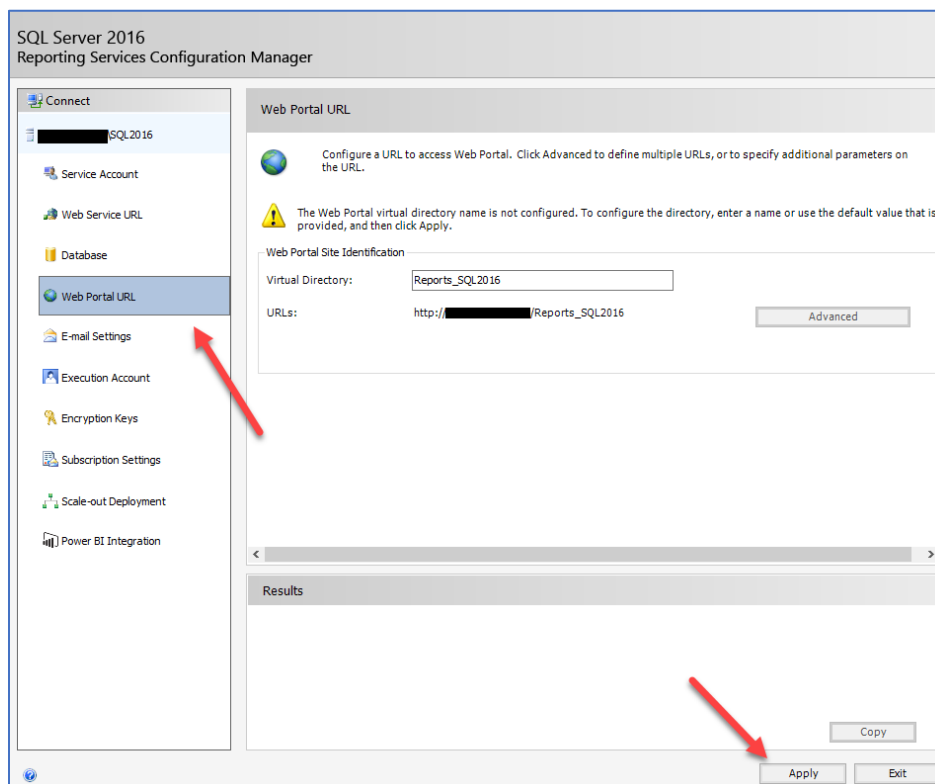 SQL Server 2016
Reporting Services Configuration Manager
Connect
\SQL2016
Service Account
Web Service URL
Database
Web Portal URL
E-mail Settings
Execution Account
Encryption Keys
Subscription Settings
Scale-out Deployment
Power BI Integration
Web Portal URL
Configure a URL to access Web Portal. Click Advanced to define multiple URLs, or to specify additional parameters on
the URL.
The Web Portal virtual directory name is not configured. To configure the directory, enter a name or use the default value that is
provided, and then click Apply.
Web Portal Site Identification
Virtual Directory: Reports_SQL2016
URLs: http:// /Reports_SQL2016
Advanced
Results
Copy
Apply Exit